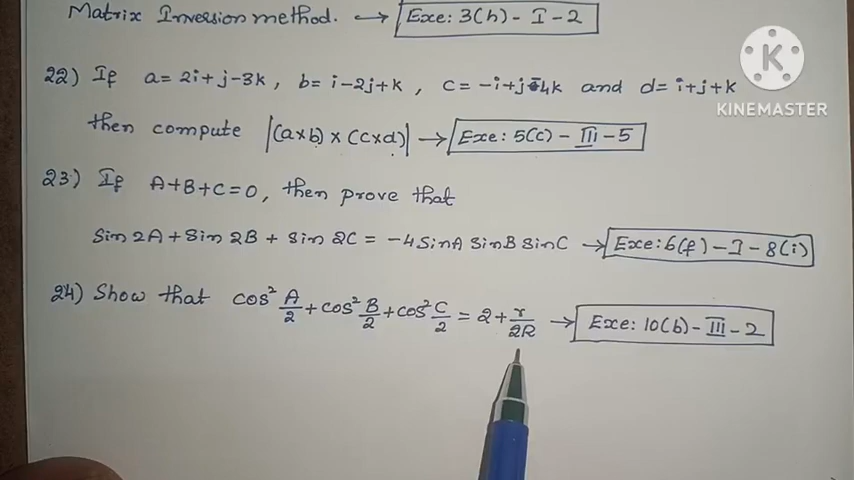 Matrix Inversion method. → Exe: 3(h) - I - 2
22) If a = 2i+j-3k, b = i-2j+k, c = -i+j-4k and d = i+j+k
then compute |(a×b) × (c×d)| → Exe: 5(c) - III - 5
23) If A+B+C=0, then prove that
Sin 2A + Sin 2B + Sin 2C = -4 SinA SinB SinC → Exe: 6(f) - I - 8(i)
24) Show that cos² A/2 + cos² B/2 + cos² C/2 = 2 + r/2R → Exe: 10(b) - III - 2
K
KINEMASTER